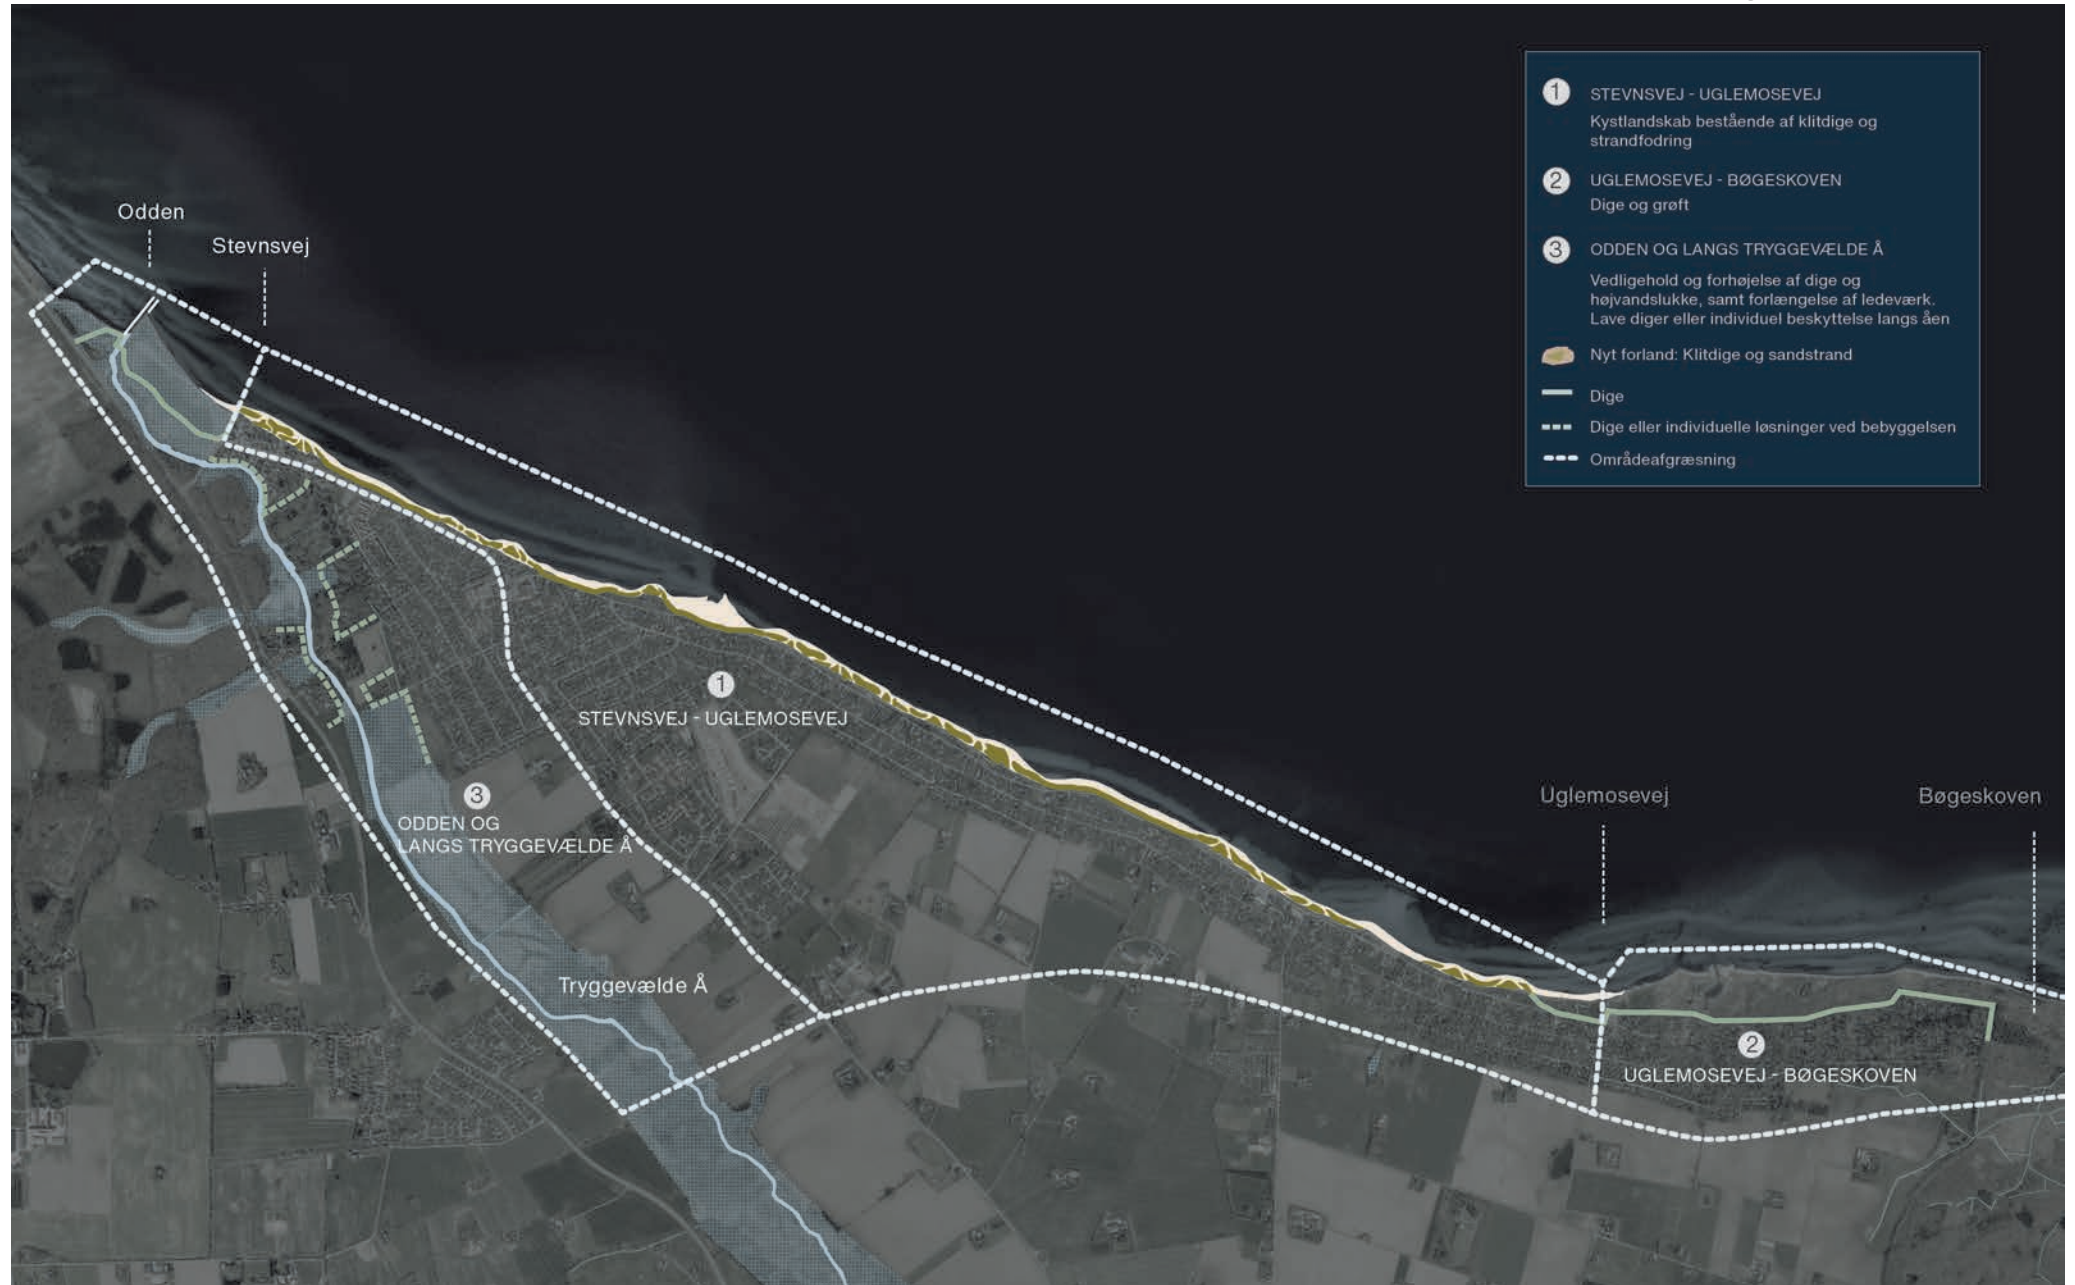 Odden
Stevnsvej
1
STEVNSVEJ - UGLEMOSEVEJ
Kystlandskab bestående af klitdige og
strandfodring
2
UGLEMOSEVEJ - BØGESKOVEN
Dige og grøft
3
ODDEN OG LANGS TRYGGEVÆLDE Å
Vedligehold og forhøjelse af dige og
højvandslukke, samt forlængelse af ledeværk.
Lave diger eller individuel beskyttelse langs åen
Nyt forland: Klitdige og sandstrand
Dige
Dige eller individuelle løsninger ved bebyggelsen
Områdeafgræsning
1
STEVNSVEJ - UGLEMOSEVEJ
3
ODDEN OG
LANGS TRYGGEVÆLDE Å
Tryggevælde Å
Uglemosevej
Bøgeskoven
2
UGLEMOSEVEJ - BØGESKOVEN